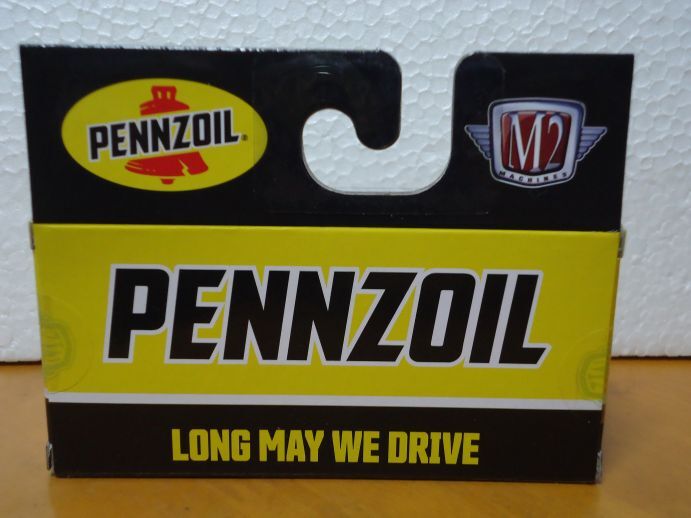 PENNZOIL®
M2
MACHINES
PENNZOIL
LONG MAY WE DRIVE